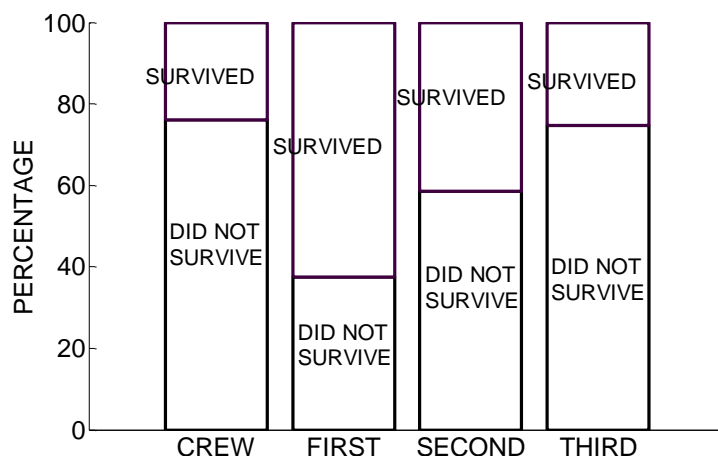 100
80
60
40
20
0
PERCENTAGE
SURVIVED
DID NOT
SURVIVE
SURVIVED
DID NOT
SURVIVE
SURVIVED
DID NOT
SURVIVE
SURVIVED
DID NOT
SURVIVE
CREW
FIRST
SECOND
THIRD